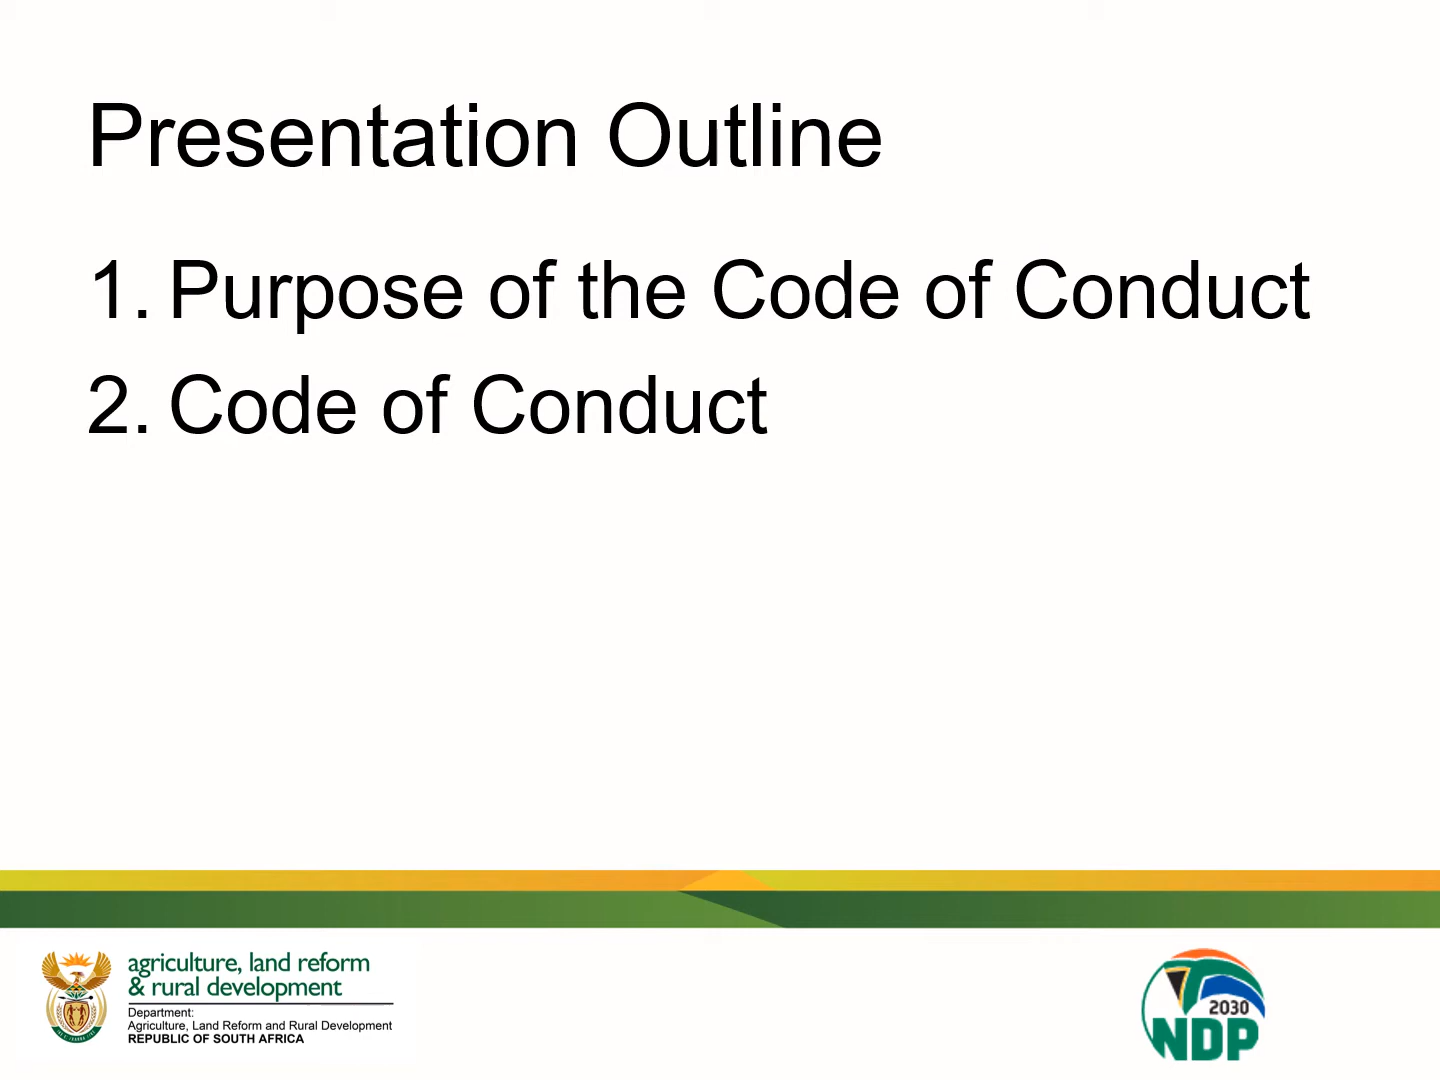 Presentation Outline
1. Purpose of the Code of Conduct
2. Code of Conduct
agriculture, land reform
& rural development
Department:
Agriculture, Land Reform and Rural Development
REPUBLIC OF SOUTH AFRICA
2030
NDP